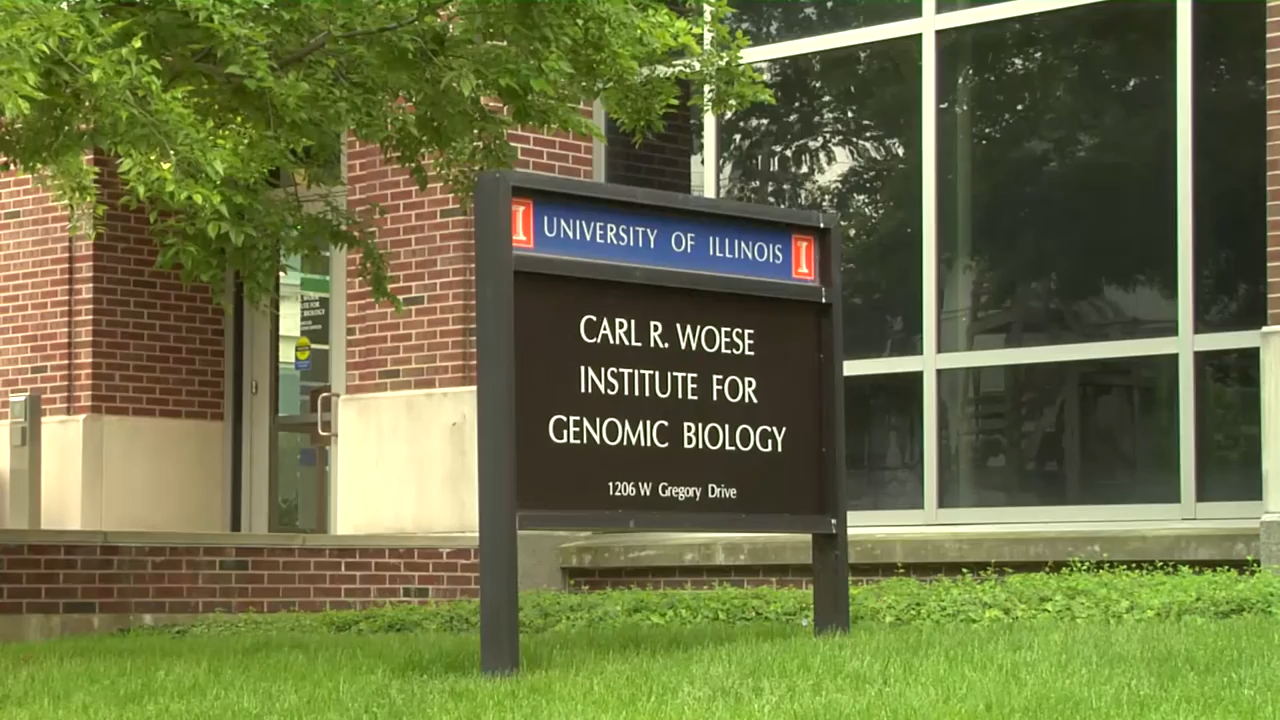 I UNIVERSITY OF ILLINOIS I
CARL R. WOESE
INSTITUTE FOR
GENOMIC BIOLOGY
1206 W Gregory Drive